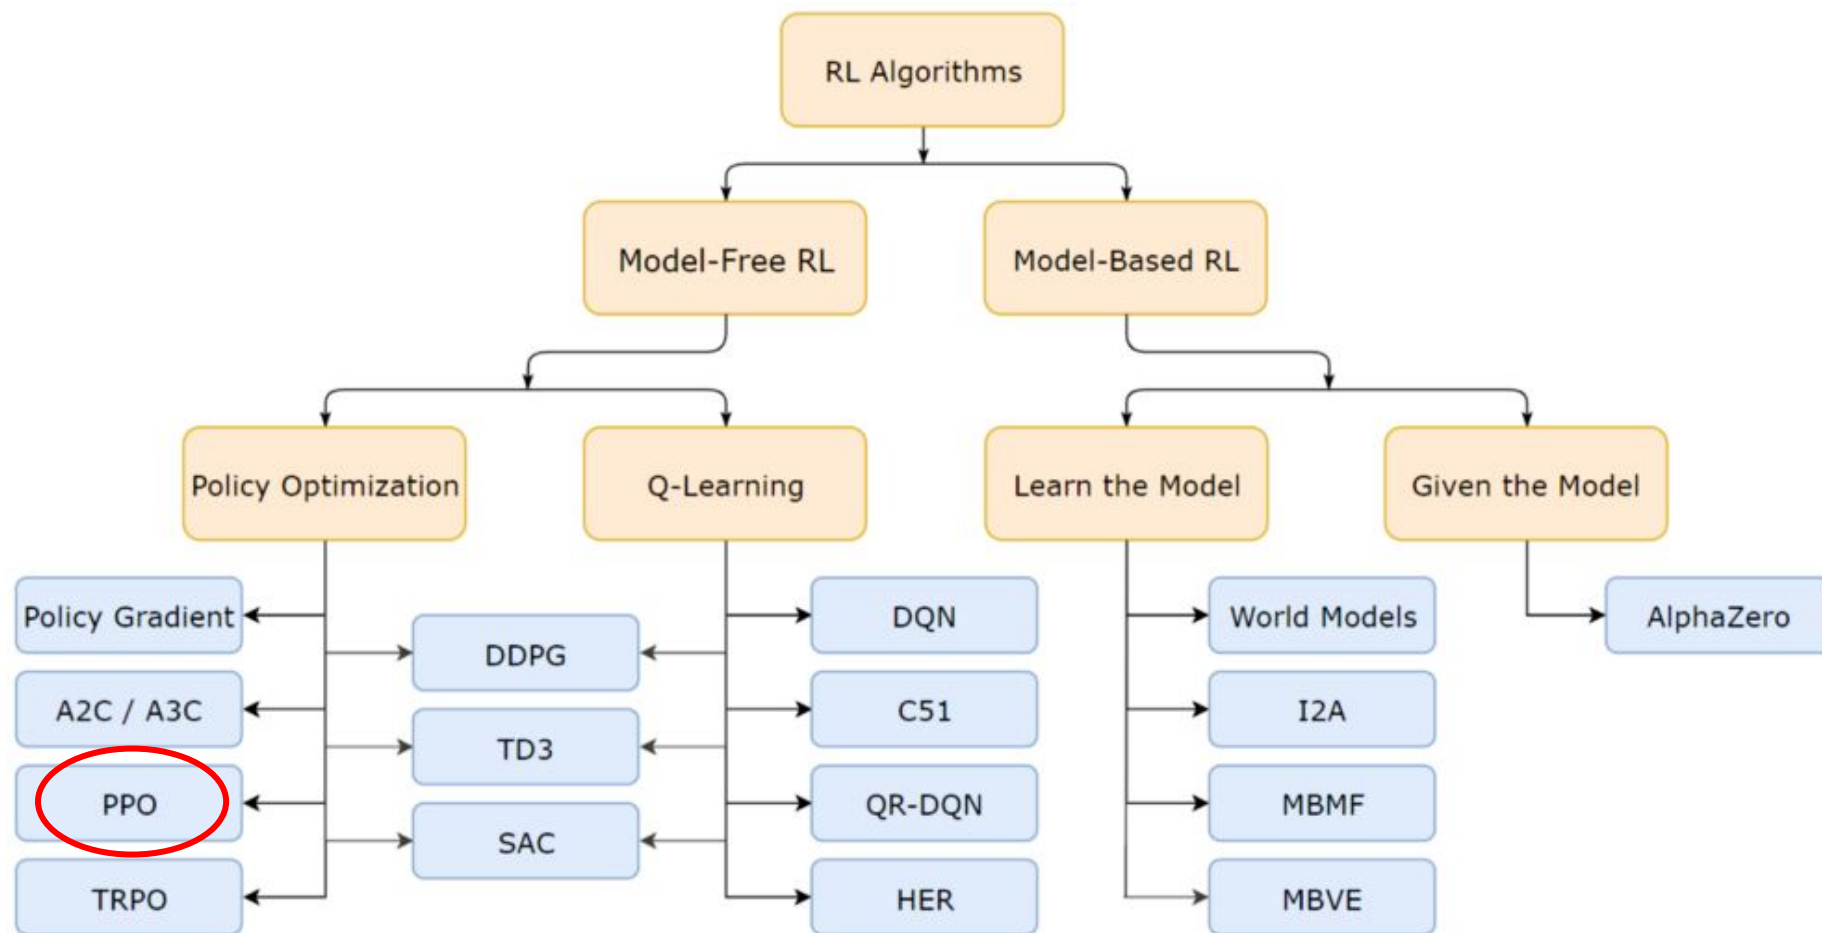 RL Algorithms
Model-Free RL
Model-Based RL
Policy Optimization
Q-Learning
Learn the Model
Given the Model
Policy Gradient
DDPG
DQN
World Models
AlphaZero
A2C / A3C
TD3
C51
I2A
PPO
SAC
QR-DQN
MBMF
TRPO
HER
MBVE